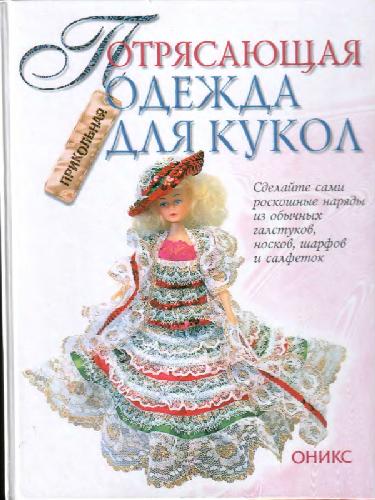 ПОТРЯСАЮЩАЯ
ПРИКОЛЬНАЯ
ОДЕЖДА
ДЛЯ КУКОЛ
Сделайте сами
роскошные наряды
из обычных
галстуков,
носков, шарфов
и салфеток
ОНИКС